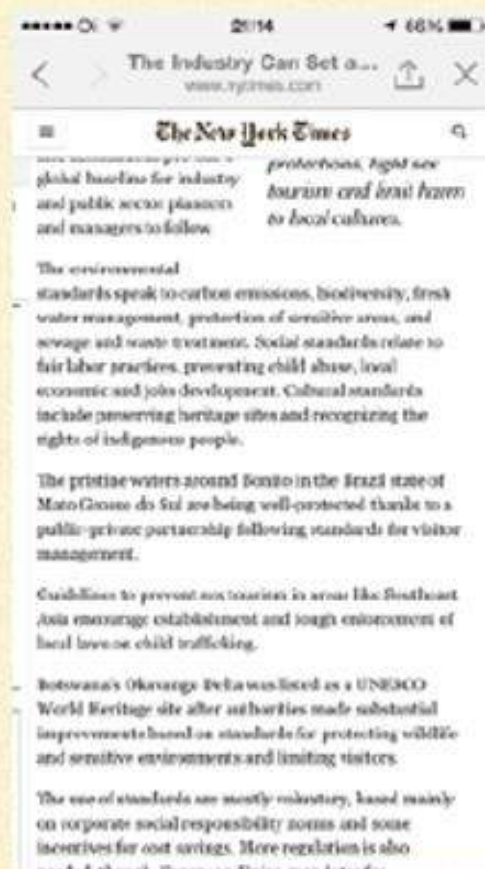 21:14
66%
The Industry Can Set a...
www.nytimes.com
The New York Times
global baseline for industry
and public sector planners
and managers to follow
protections, fight sex
tourism and limit harm
to local cultures.
The environmental
standards speak to carbon emissions, biodiversity, fresh
water management, protection of sensitive areas, and
sewage and waste treatment. Social standards relate to
fair labor practices, preventing child abuse, local
economic and jobs development. Cultural standards
include preserving heritage sites and recognizing the
rights of indigenous people.
The pristine waters around Bonito in the Brazil state of
Mato Grosso do Sul are being well-protected thanks to a
public-private partnership following standards for visitor
management.
Guidelines to prevent sex tourism in areas like Southeast
Asia encourage establishment and tough enforcement of
local laws on child trafficking.
Botswana's Okavango Delta was listed as a UNESCO
World Heritage site after authorities made substantial
improvements based on standards for protecting wildlife
and sensitive environments and limiting visitors.
The use of standards are mostly voluntary, based mainly
on corporate social responsibility norms and some
incentives for cost savings. More regulation is also